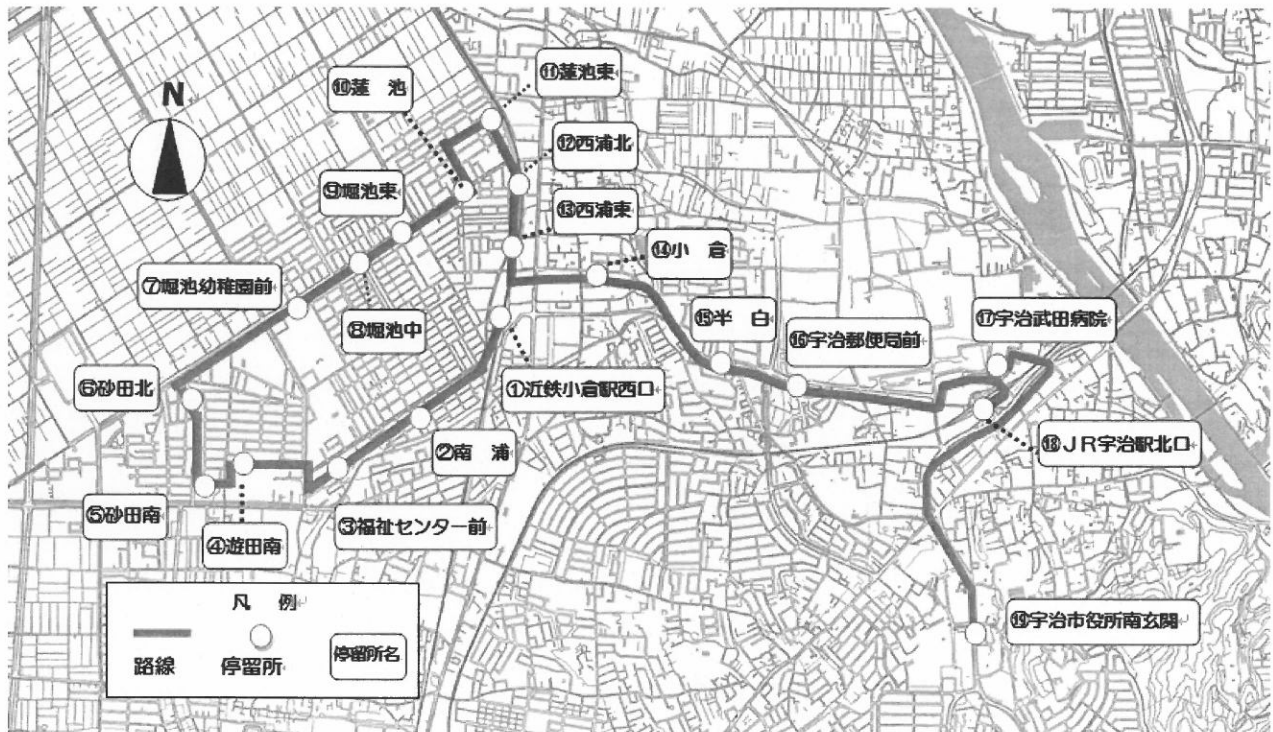 ⑪蓮池東
⑩蓮　池
N
⑫西浦北
⑨堀池東
⑬西浦東
⑭小　倉
⑦堀池幼稚園前
⑧堀池中
⑮半　白
⑯宇治郵便局前
⑰宇治武田病院
⑥砂田北
①近鉄小倉駅西口
②南　浦
⑱ＪＲ宇治駅北口
⑤砂田南
③福祉センター前
④遊田南
凡　例
路線
停留所
停留所名
⑲宇治市役所南玄関